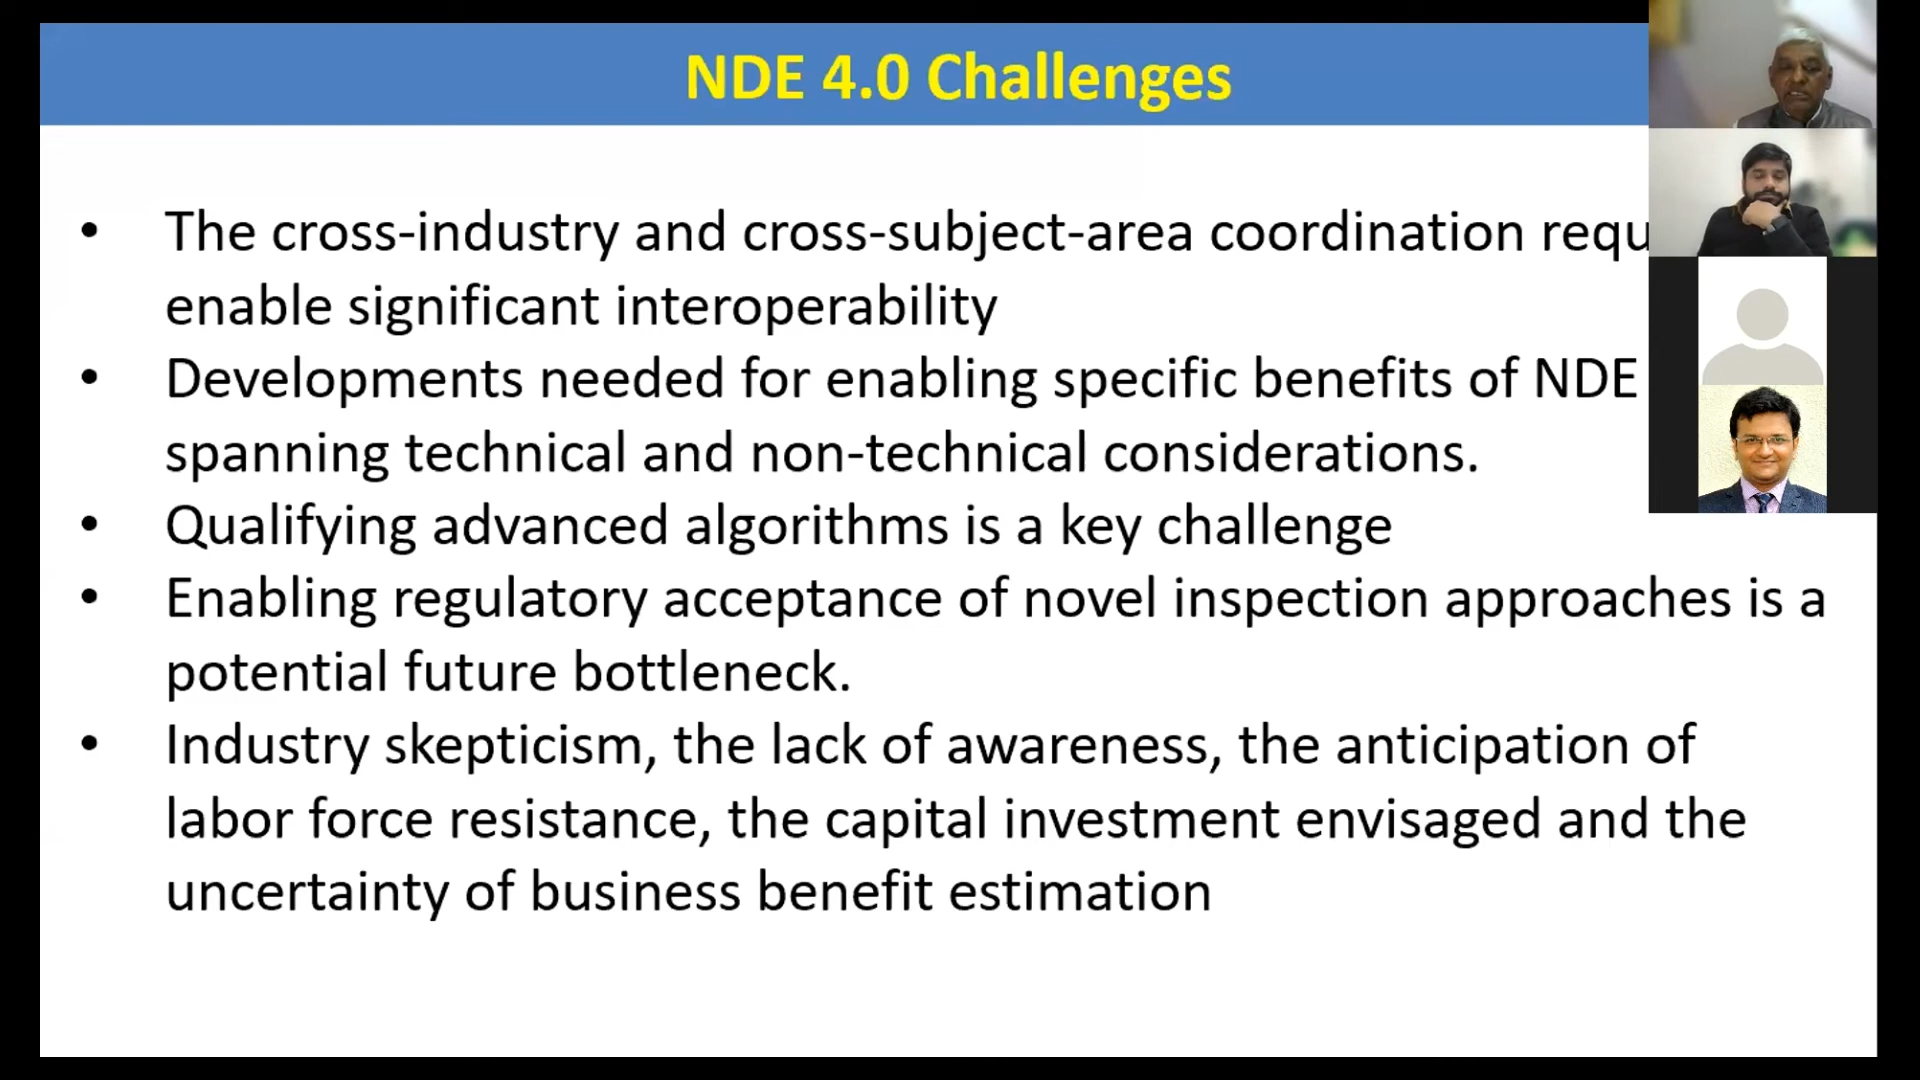 NDE 4.0 Challenges
• The cross-industry and cross-subject-area coordination
enable significant interoperability
• Developments needed for enabling specific benefits of NDE
spanning technical and non-technical considerations.
• Qualifying advanced algorithms is a key challenge
• Enabling regulatory acceptance of novel inspection approaches is a
potential future bottleneck.
• Industry skepticism, the lack of awareness, the anticipation of
labor force resistance, the capital investment envisaged and the
uncertainty of business benefit estimation